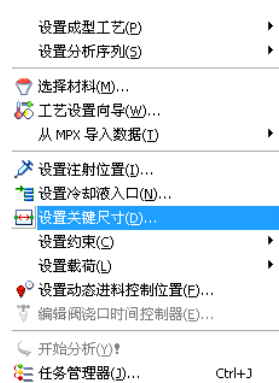 设置成型工艺(P)
设置分析序列(S)
选择材料(M)...
工艺设置向导(W)...
从 MPX 导入数据(T)
设置注射位置(I)...
设置冷却液入口(N)...
设置关键尺寸(D)...
设置约束(C)
设置载荷(L)
设置动态进料控制位置(F)...
编辑阀浇口时间控制器(E)...
开始分析(Y)!
任务管理器(J)... Ctrl+J